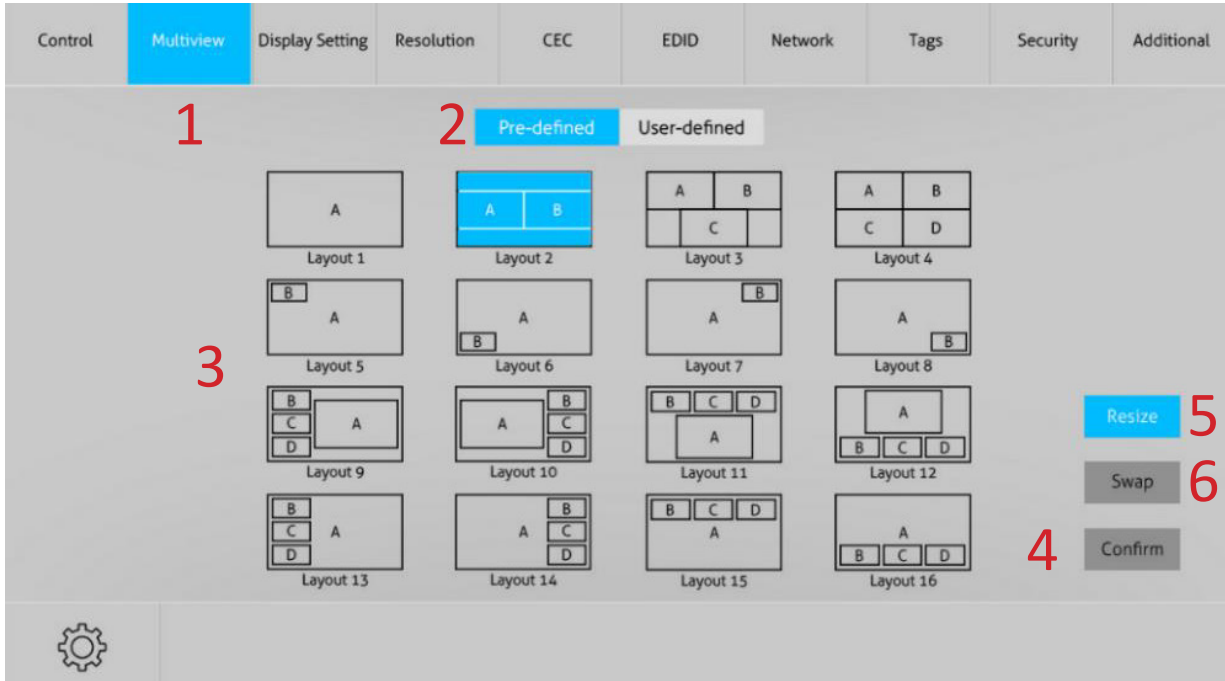 Control Multiview Display Setting Resolution CEC EDID Network Tags Security Additional
1 2 Pre-defined User-defined
A A B A B C A B C D
Layout 1 Layout 2 Layout 3 Layout 4
B A A B A B A B
3 Layout 5 Layout 6 Layout 7 Layout 8
B C D A A B C D B C D A A B C D
Resize 5
Layout 9 Layout 10 Layout 11 Layout 12
Swap 6
B C D A A B C D B C D A A B C D
4 Confirm
Layout 13 Layout 14 Layout 15 Layout 16